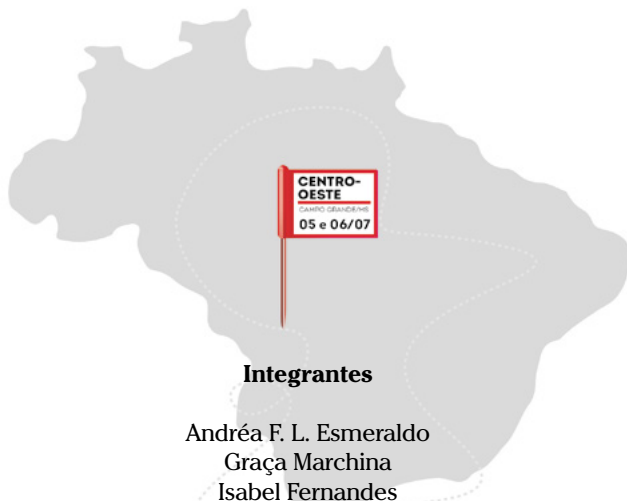 CENTRO-
OESTE
CAMPO GRANDE/MS
05 e 06/07
Integrantes
Andréa F. L. Esmeraldo
Graça Marchina
Isabel Fernandes